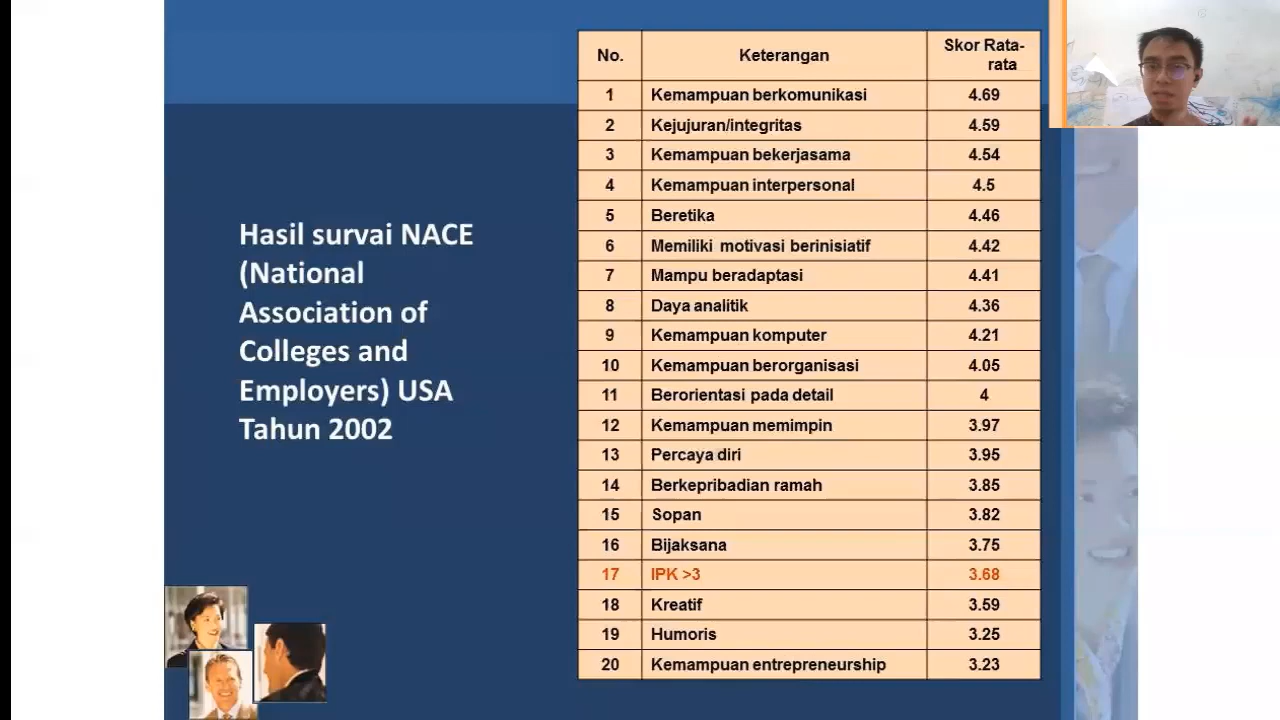 Hasil survai NACE
(National
Association of
Colleges and
Employers) USA
Tahun 2002
No. Keterangan Skor Rata-
rata
1 Kemampuan berkomunikasi 4.69
2 Kejujuran/integritas 4.59
3 Kemampuan bekerjasama 4.54
4 Kemampuan interpersonal 4.5
5 Beretika 4.46
6 Memiliki motivasi berinisiatif 4.42
7 Mampu beradaptasi 4.41
8 Daya analitik 4.36
9 Kemampuan komputer 4.21
10 Kemampuan berorganisasi 4.05
11 Berorientasi pada detail 4
12 Kemampuan memimpin 3.97
13 Percaya diri 3.95
14 Berkepribadian ramah 3.85
15 Sopan 3.82
16 Bijaksana 3.75
17 IPK >3 3.68
18 Kreatif 3.59
19 Humoris 3.25
20 Kemampuan entrepreneurship 3.23